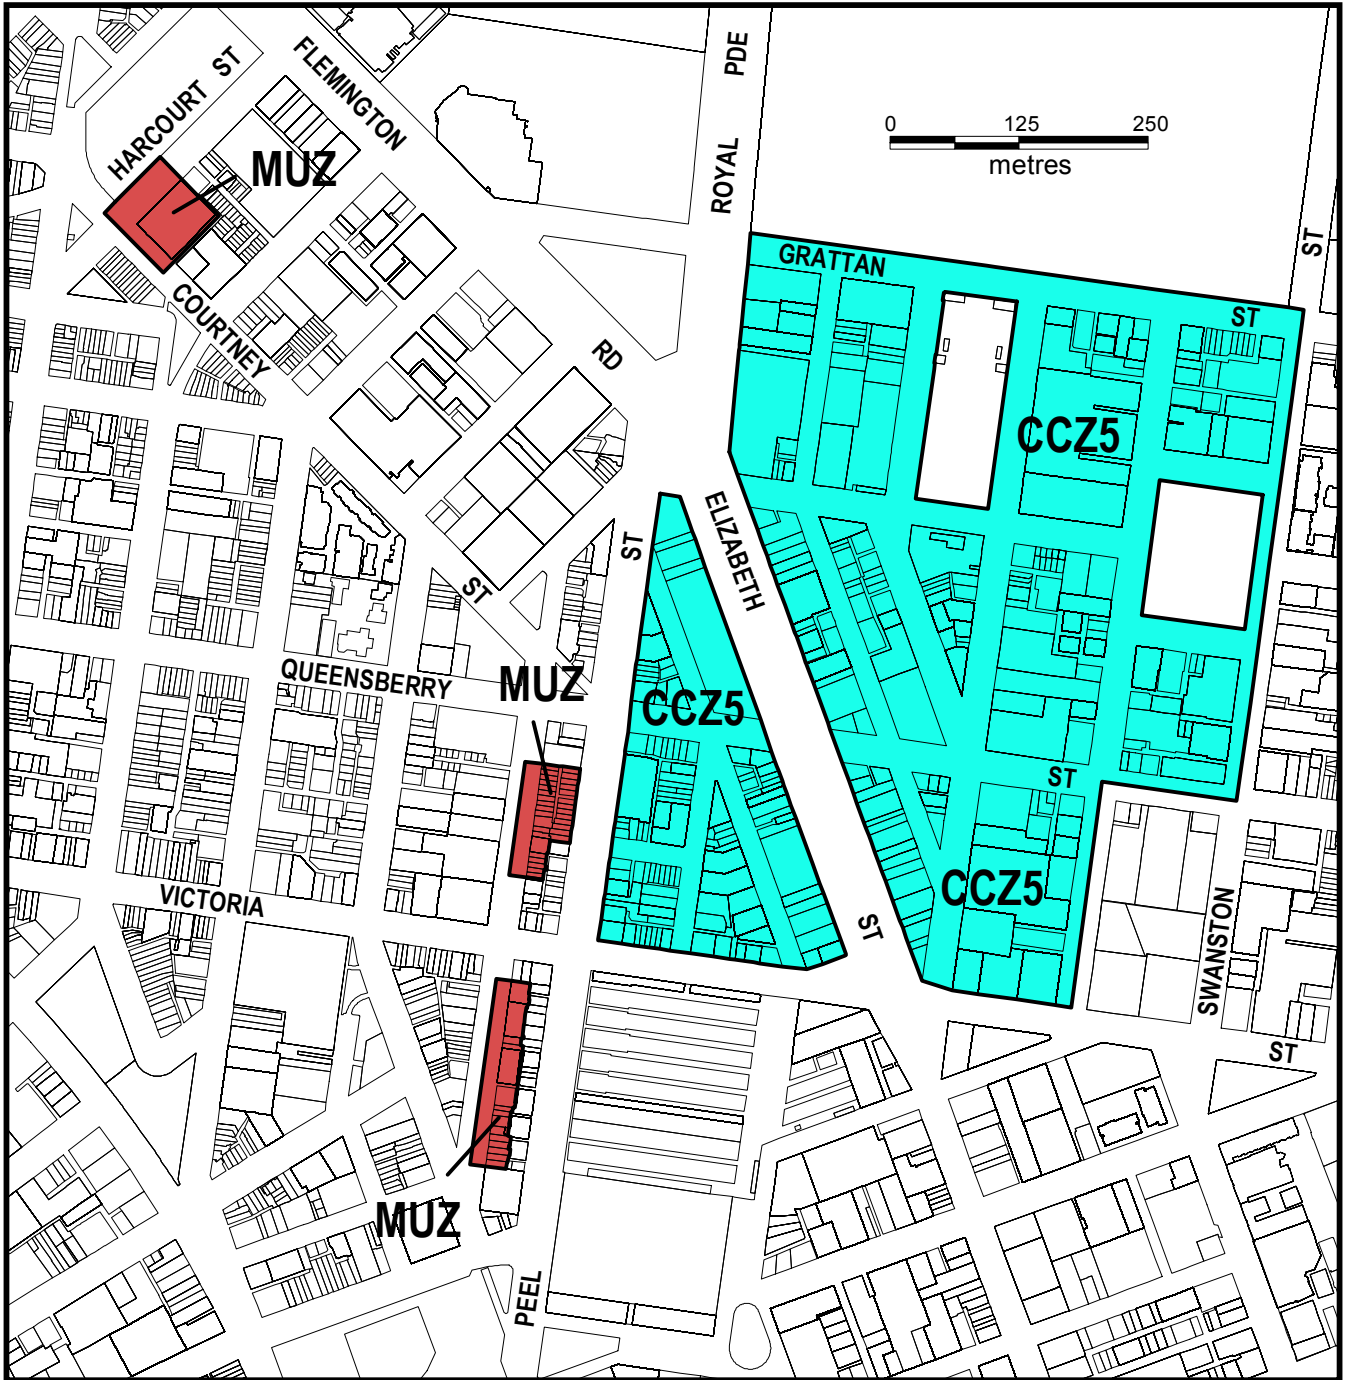 HARCOURT ST
FLEMINGTON
ROYAL PDE
0 125 250
metres
MUZ
GRATTAN
ST
ST
COURTNEY
RD
CCZ5
ELIZABETH
ST
ST
QUEENSBERRY
MUZ
CCZ5
ST
CCZ5
VICTORIA
ST
SWANSTON
ST
MUZ
PEEL